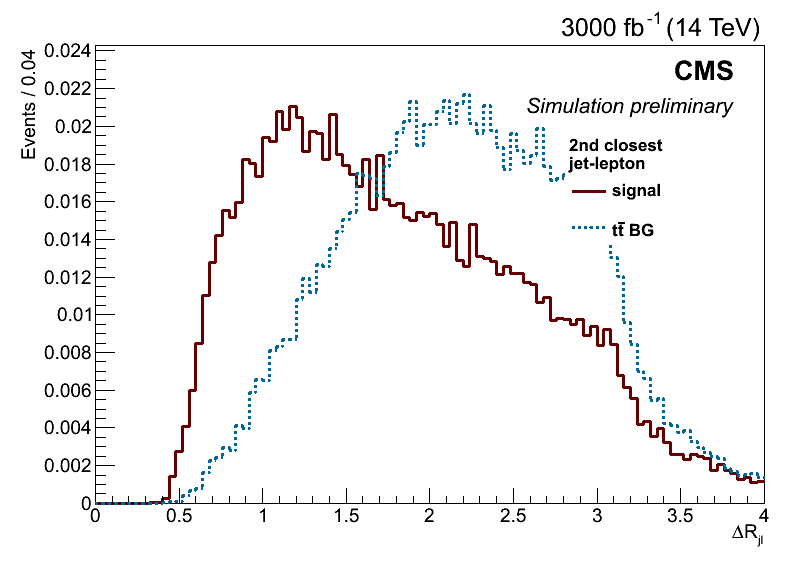 3000 fb⁻¹ (14 TeV)
CMS
Simulation preliminary
Events / 0.04
0.024
0.022
0.02
0.018
0.016
0.014
0.012
0.01
0.008
0.006
0.004
0.002
0
2nd closest
jet-lepton
signal
tt̄ BG
0 0.5 1 1.5 2 2.5 3 3.5 4
ΔR_jl